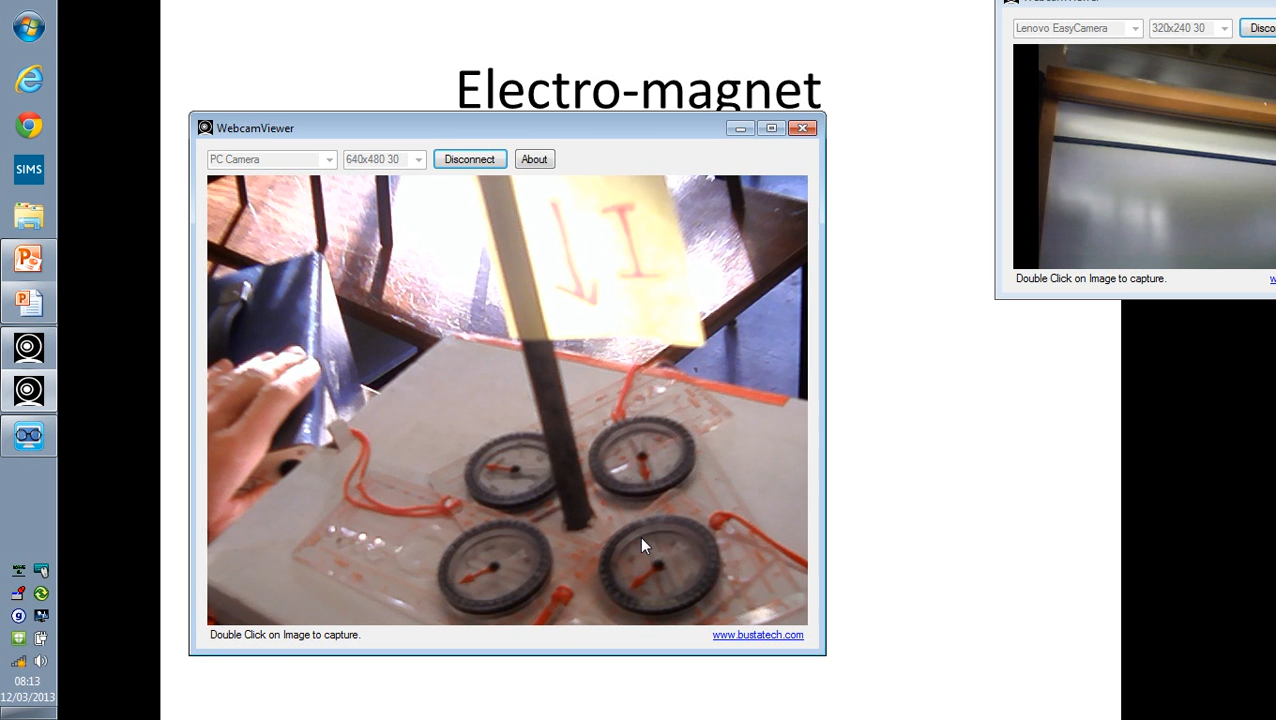 Electro-magnet
WebcamViewer
PC Camera
640x480 30
Disconnect
About
I
Double Click on Image to capture.
www.bustatech.com
Lenovo EasyCamera
320x240 30
Disco
Double Click on Image to capture.
w
SIMS
08:13
12/03/2013